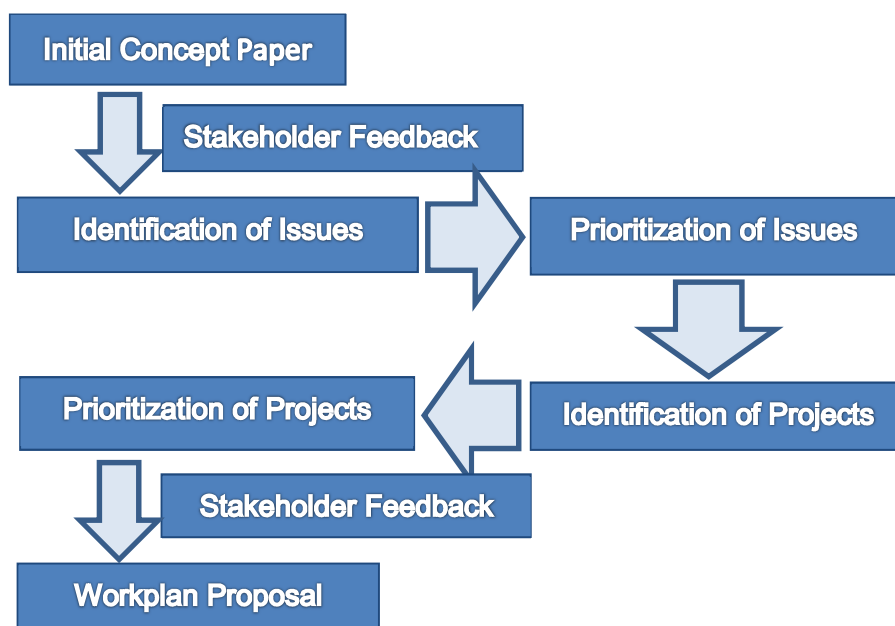 Initial Concept Paper
Stakeholder Feedback
Identification of Issues
Prioritization of Issues
Identification of Projects
Prioritization of Projects
Stakeholder Feedback
Workplan Proposal